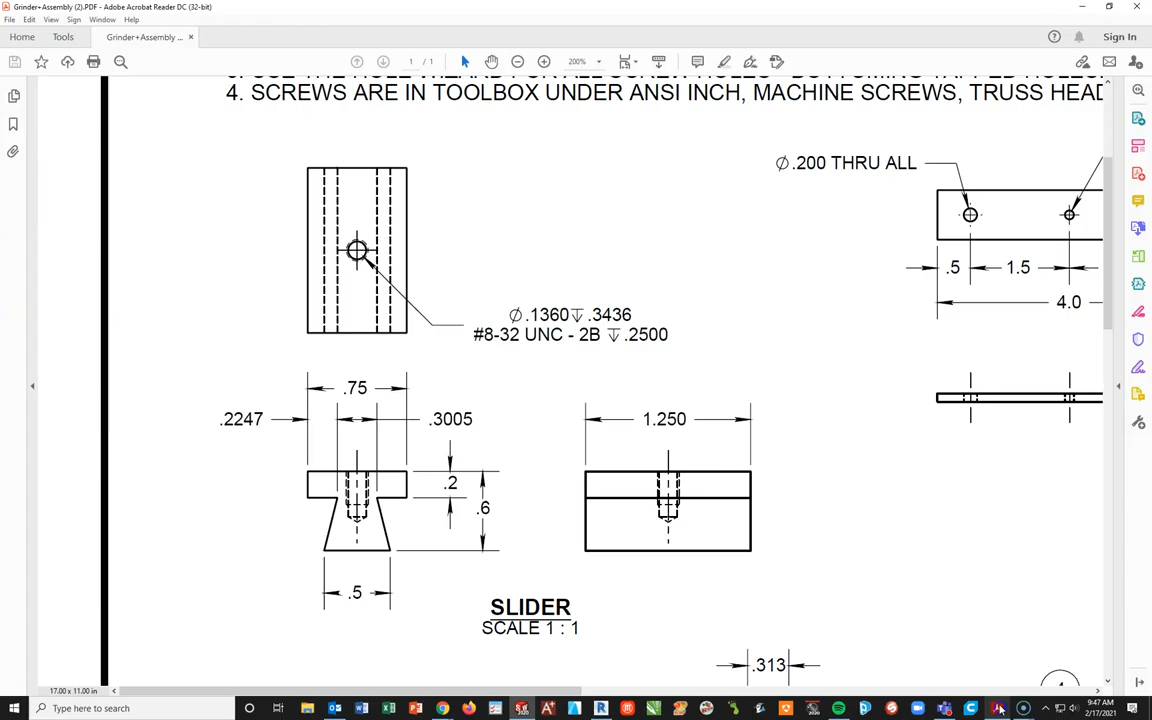 Grinder+Assembly (2).PDF - Adobe Acrobat Reader DC (32-bit)
File Edit View Sign Window Help
Home Tools Grinder+Assembly ... ×
Sign In
1 / 1 200%
4. SCREWS ARE IN TOOLBOX UNDER ANSI INCH, MACHINE SCREWS, TRUSS HEAD
∅.200 THRU ALL
.5 1.5
4.0
∅.1360↧.3436
#8-32 UNC - 2B ↧.2500
.75
.2247 .3005 1.250
.2
.6
.5
SLIDER
SCALE 1 : 1
.313
17.00 x 11.00 in
Type here to search
9:47 AM
2/17/2021